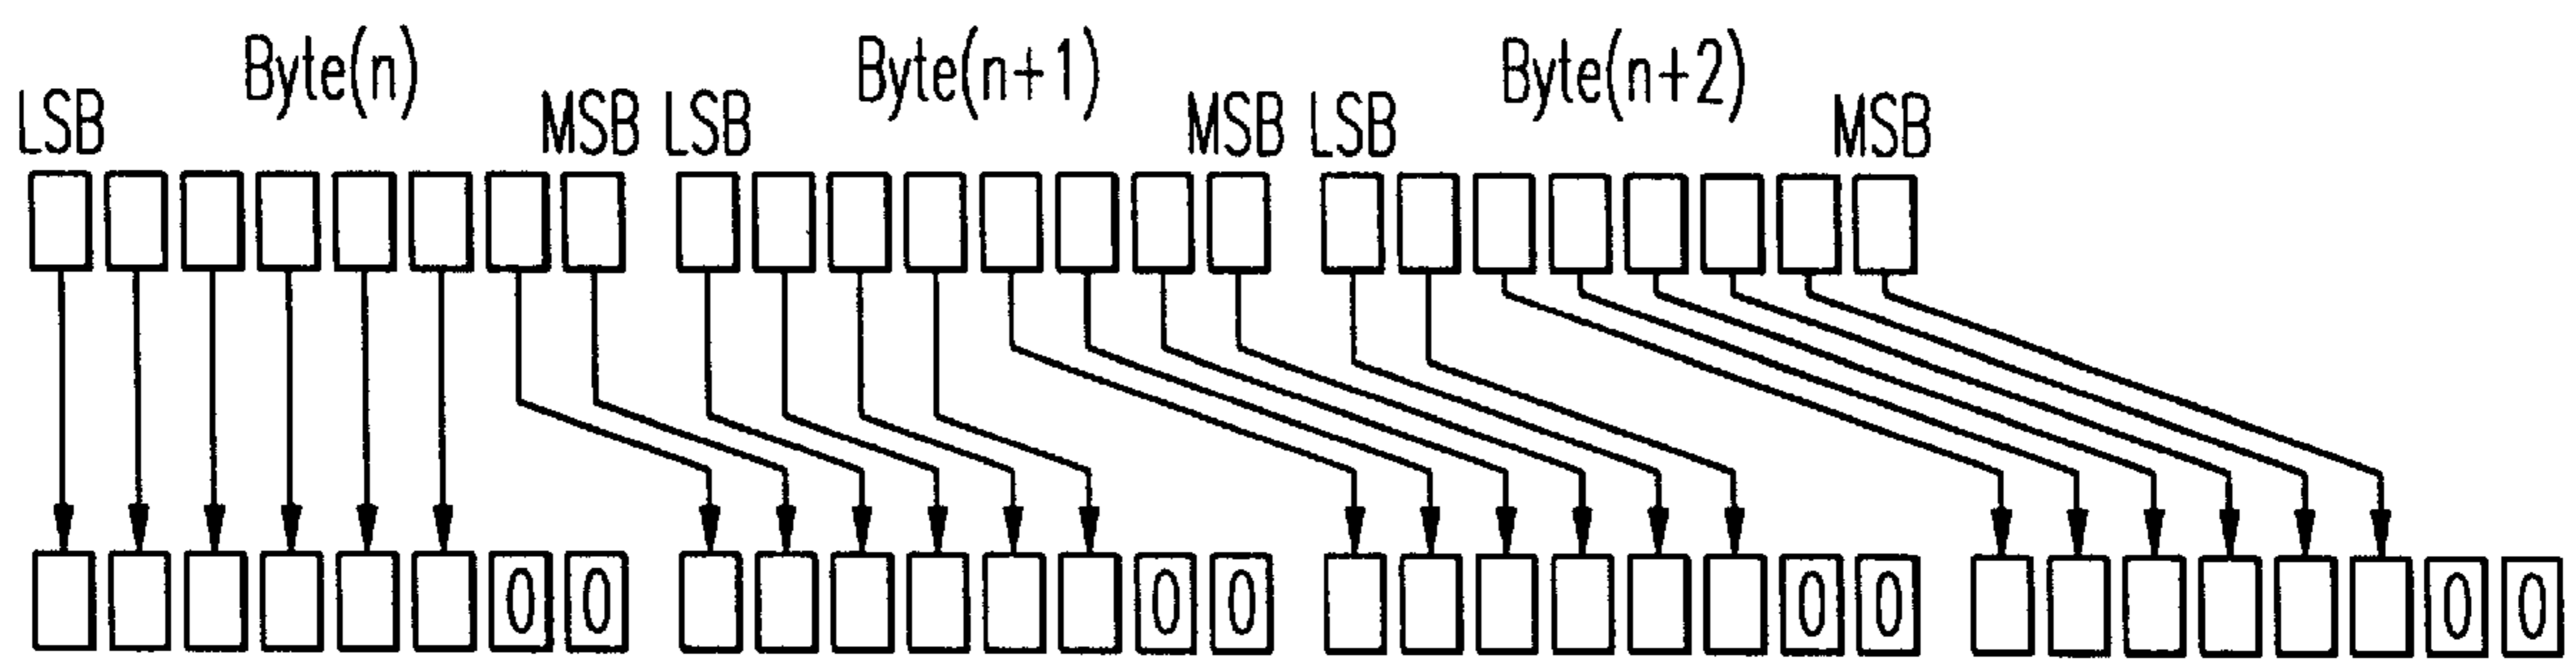 Byte(n) Byte(n+1) Byte(n+2)
LSB MSB LSB MSB LSB MSB
0 0 0 0 0 0 0 0